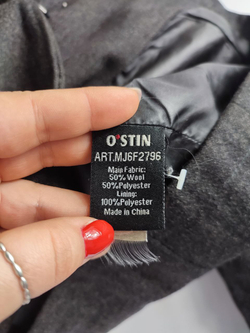 O'STIN
ART.MJ6F2796
Main Fabric:
50%Wool
50%Polyester
Lining:
100%Polyester
Made in China